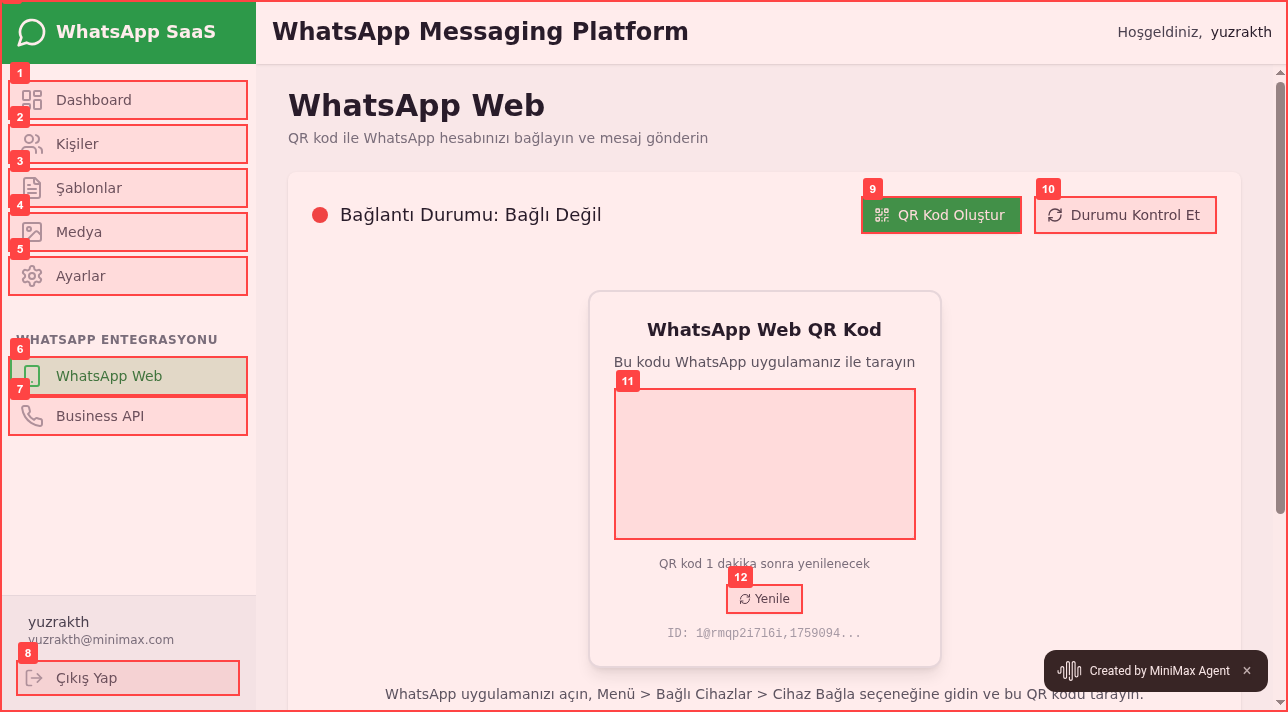 WhatsApp SaaS
WhatsApp Messaging Platform
Hoşgeldiniz, yuzrakth
1
Dashboard
2
Kişiler
3
Şablonlar
4
Medya
5
Ayarlar
WHATSAPP ENTEGRASYONU
6
WhatsApp Web
7
Business API
yuzrakth
yuzrakth@minimax.com
8
Çıkış Yap
WhatsApp Web
QR kod ile WhatsApp hesabınızı bağlayın ve mesaj gönderin
Bağlantı Durumu: Bağlı Değil
9
QR Kod Oluştur
10
Durumu Kontrol Et
WhatsApp Web QR Kod
Bu kodu WhatsApp uygulamanız ile tarayın
11
QR kod 1 dakika sonra yenilenecek
12
Yenile
ID: 1@rmqp2i7l6i,1759094...
WhatsApp uygulamanızı açın, Menü > Bağlı Cihazlar > Cihaz Bağla seçeneğine gidin ve bu QR kodu tarayın.
Created by MiniMax Agent ×